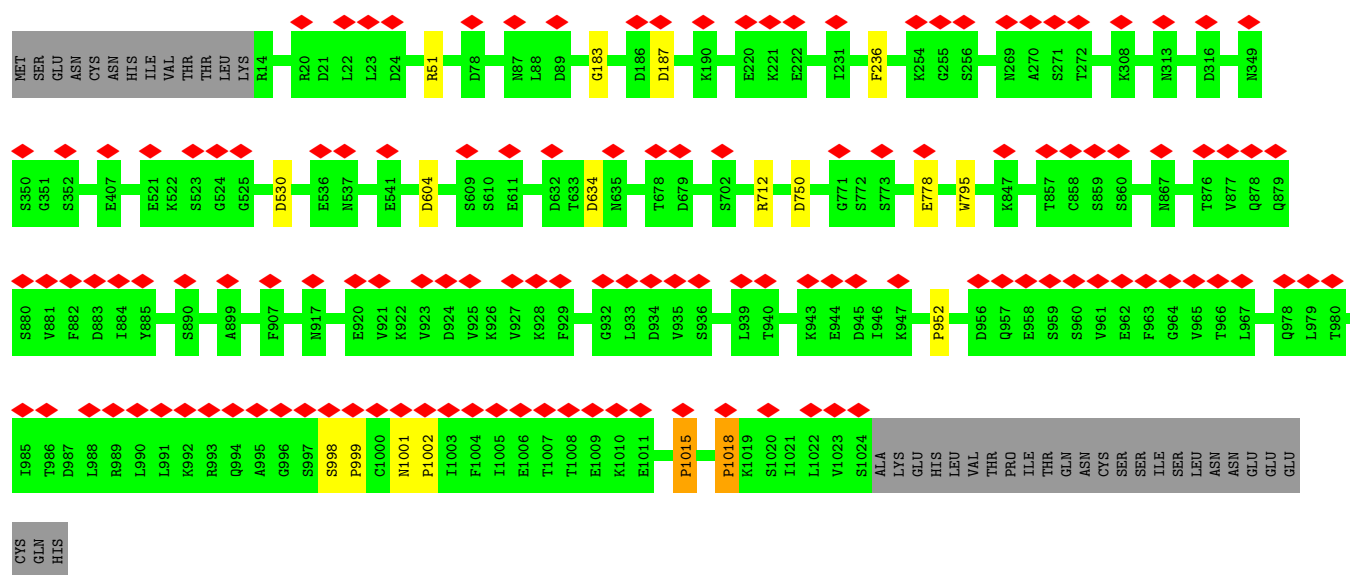 MET SER GLU ASN CYS ASN HIS ILE VAL THR THR LEU LYS R14 R20 D21 L22 L23 D24 R51 D78 N87 L88 D89 G183 D186 D187 K190 E220 K221 E222 I231 F236 K254 G255 S256 N269 A270 S271 T272 K308 N313 D316 N349
S350 G351 S352 E407 E521 K522 S523 G524 G525 D530 E536 N537 E541 D604 S609 S610 E611 D632 T633 D634 N635 T678 D679 S702 R712 D750 G771 S772 S773 E778 W795 K847 T857 C858 S859 S860 N867 T876 V877 Q878 Q879
S880 V881 F882 D883 I884 Y885 S890 A899 F907 N917 E920 V921 K922 V923 D924 V925 K926 V927 K928 F929 G932 L933 D934 V935 S936 L939 T940 K943 E944 D945 I946 K947 P952 D956 Q957 E958 S959 S960 V961 E962 F963 G964 V965 T966 L967 Q978 L979 T980
I985 T986 D987 L988 R989 L990 L991 K992 R993 Q994 A995 G996 S997 S998 P999 C1000 N1001 P1002 I1003 F1004 I1005 E1006 T1007 T1008 E1009 K1010 E1011 P1015 P1018 K1019 S1020 I1021 L1022 V1023 S1024 ALA LYS GLU HIS LEU VAL THR PRO ILE THR GLN ASN CYS SER SER ILE SER LEU ASN ASN GLU GLU GLU
CYS GLN HIS